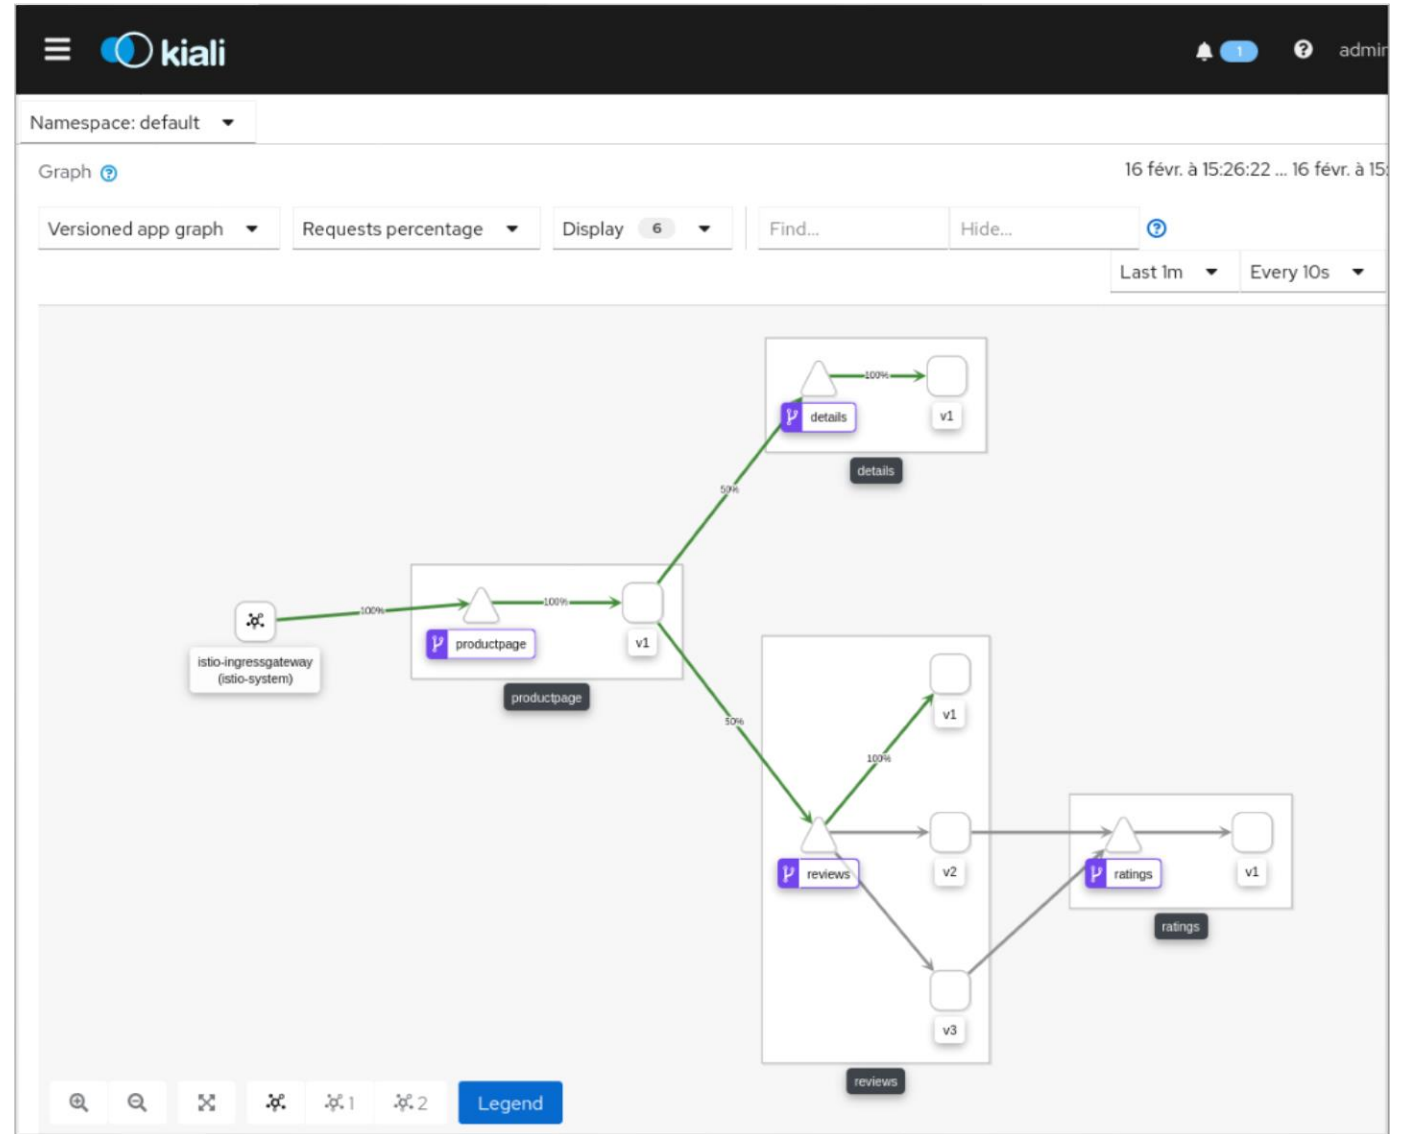 kiali
1
admin
Namespace: default
Graph
16 févr. à 15:26:22 ... 16 févr. à 15:
Versioned app graph
Requests percentage
Display 6
Find...
Hide...
Last 1m
Every 10s
100%
details
v1
details
50%
100%
100%
istio-ingressgateway
(istio-system)
productpage
v1
productpage
50%
v1
100%
reviews
v2
ratings
v1
ratings
v3
reviews
1
2
Legend